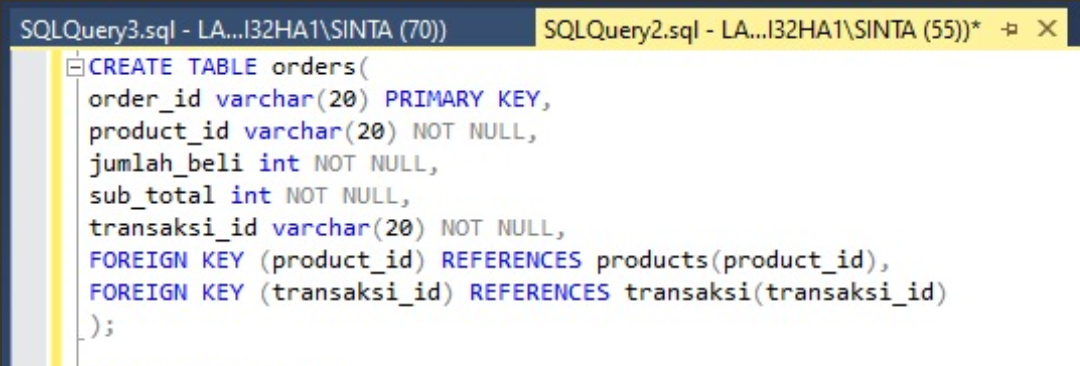 SQLQuery3.sql - LA...I32HA1\SINTA (70))
SQLQuery2.sql - LA...I32HA1\SINTA (55))*
CREATE TABLE orders(
order_id varchar(20) PRIMARY KEY,
product_id varchar(20) NOT NULL,
jumlah_beli int NOT NULL,
sub_total int NOT NULL,
transaksi_id varchar(20) NOT NULL,
FOREIGN KEY (product_id) REFERENCES products(product_id),
FOREIGN KEY (transaksi_id) REFERENCES transaksi(transaksi_id)
);